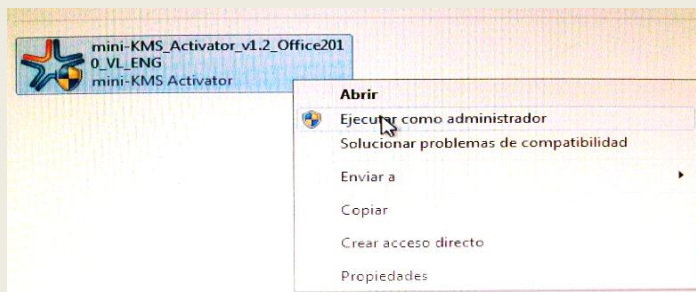 mini-KMS_Activator_v1.2_Office201
0_VL_ENG
mini-KMS Activator
Abrir
Ejecutar como administrador
Solucionar problemas de compatibilidad
Enviar a
Copiar
Crear acceso directo
Propiedades